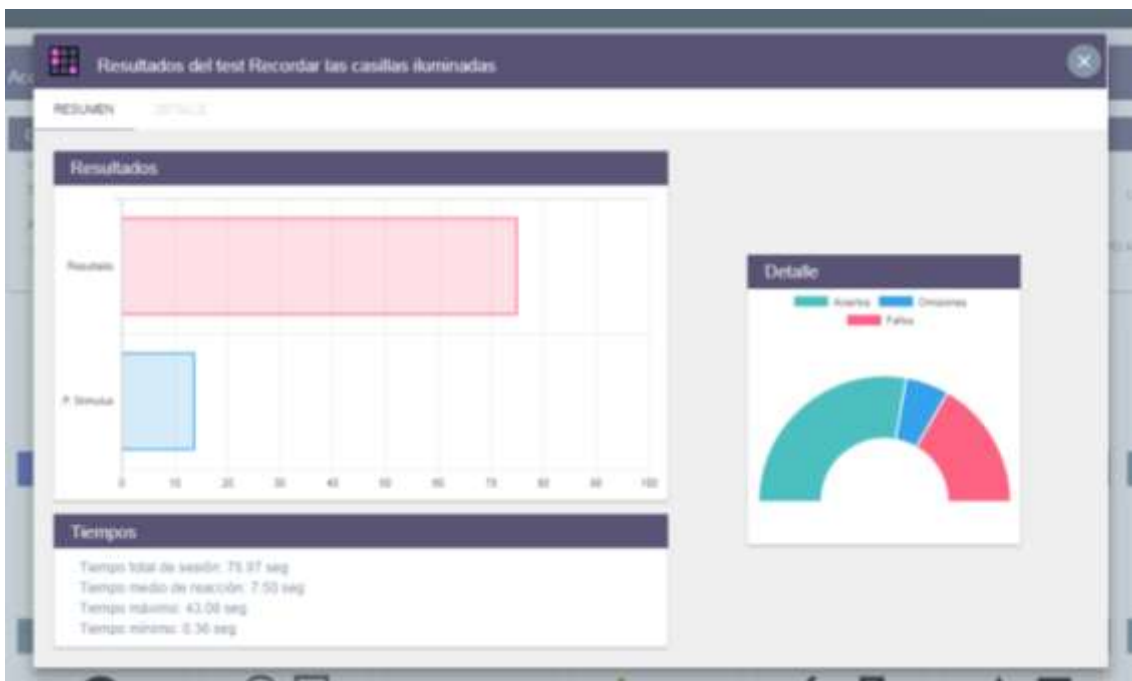 Resultados del test Recordar las casillas iluminadas
RESUMEN
DETALLE
Resultados
Resultado
P. Stimulus
0 10 20 30 40 50 60 70 80 90 100
Detalle
Aciertos Omisiones
Fallos
Tiempos
Tiempo total de sesión: seg
Tiempo medio de reacción: 7.50 seg
Tiempo máximo: 43.08 seg
Tiempo mínimo: 0.36 seg